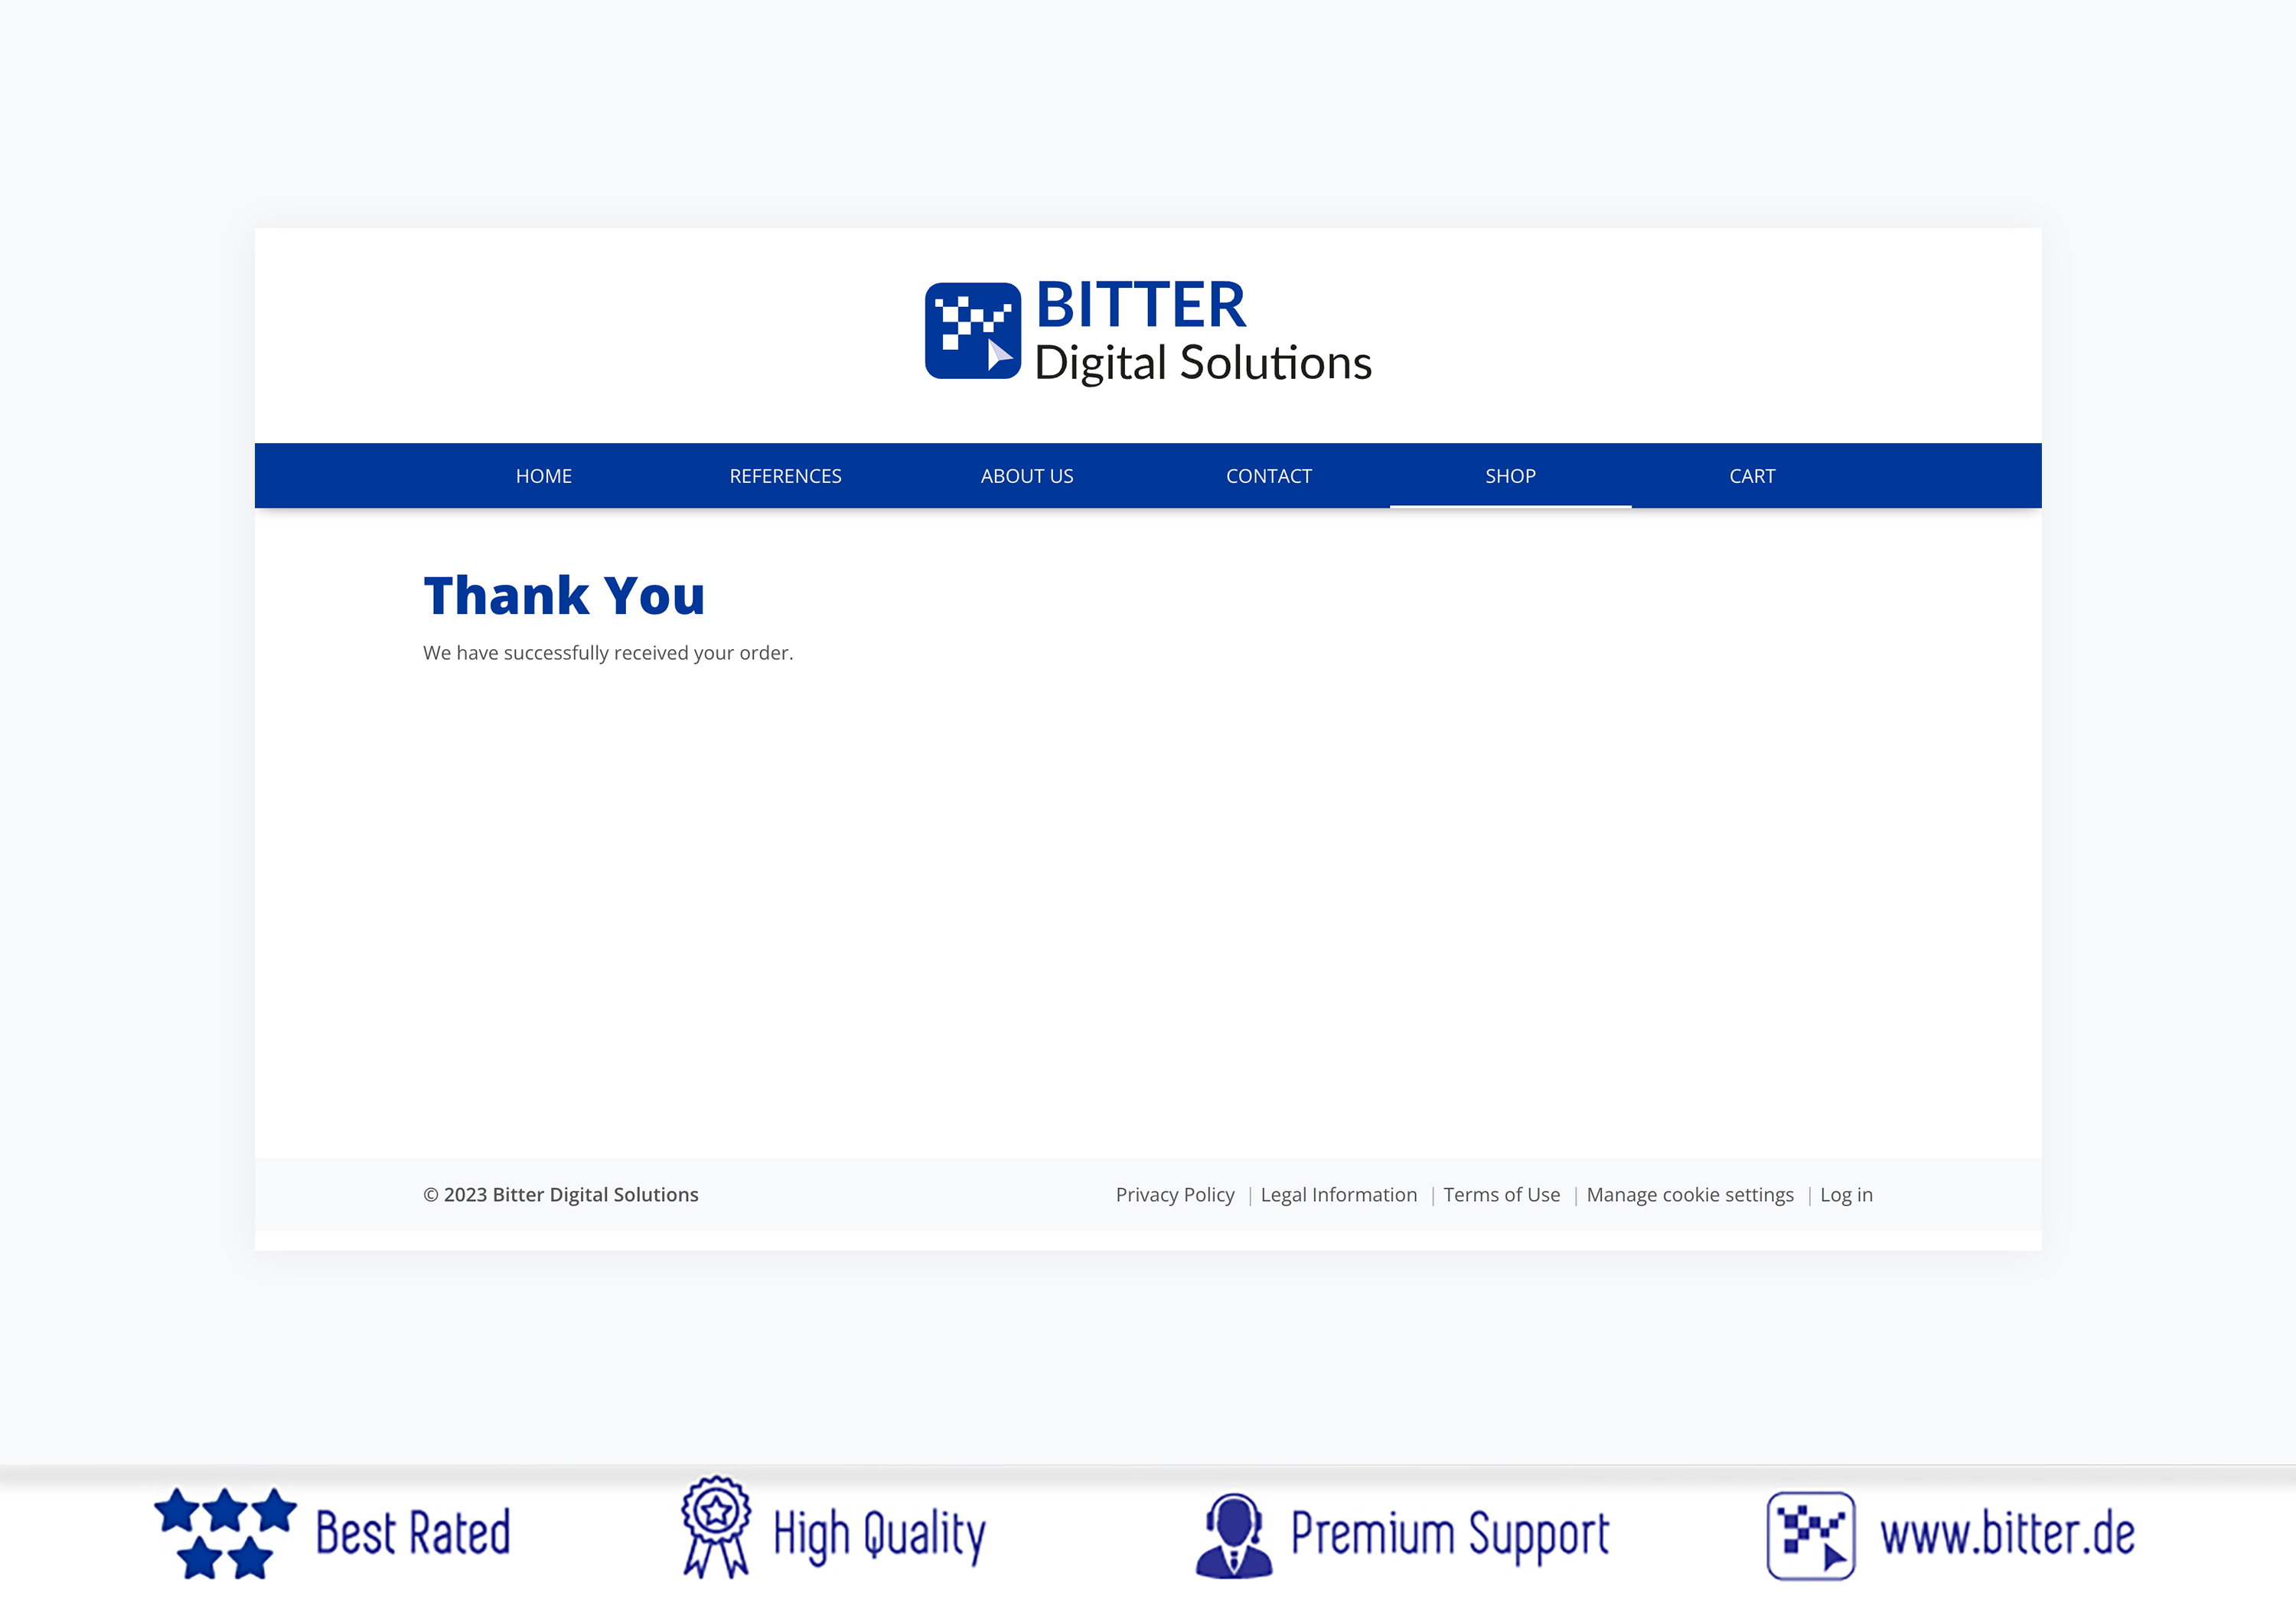 BITTER
Digital Solutions
HOME REFERENCES ABOUT US CONTACT SHOP CART
Thank You
We have successfully received your order.
© 2023 Bitter Digital Solutions Privacy Policy | Legal Information | Terms of Use | Manage cookie settings | Log in
Best Rated High Quality Premium Support www.bitter.de